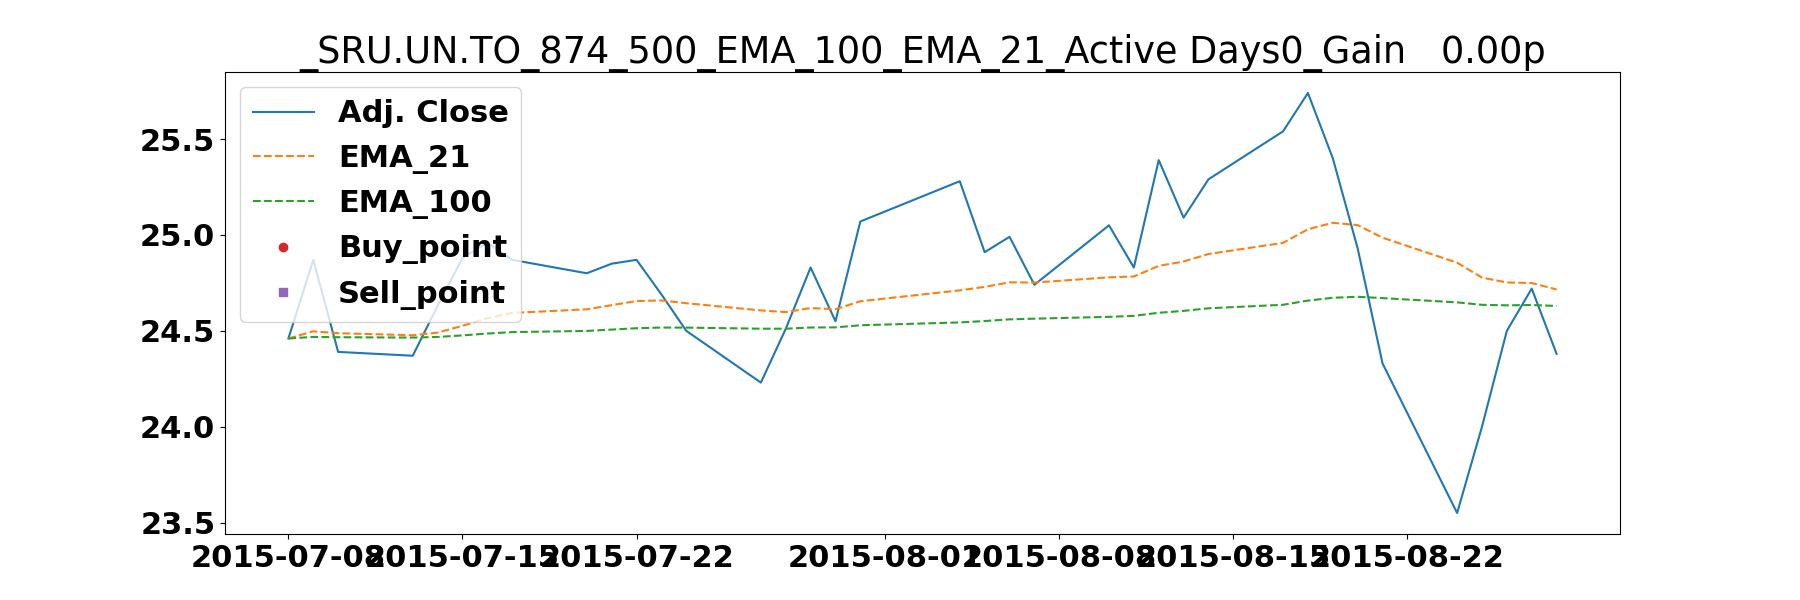 _SRU.UN.TO_874_500_EMA_100_EMA_21_Active Days0_Gain   0.00p
Adj. Close
EMA_21
EMA_100
Buy_point
Sell_point
25.5
25.0
24.5
24.0
23.5
2015-07-08 2015-07-15 2015-07-22 2015-08-01 2015-08-08 2015-08-15 2015-08-22